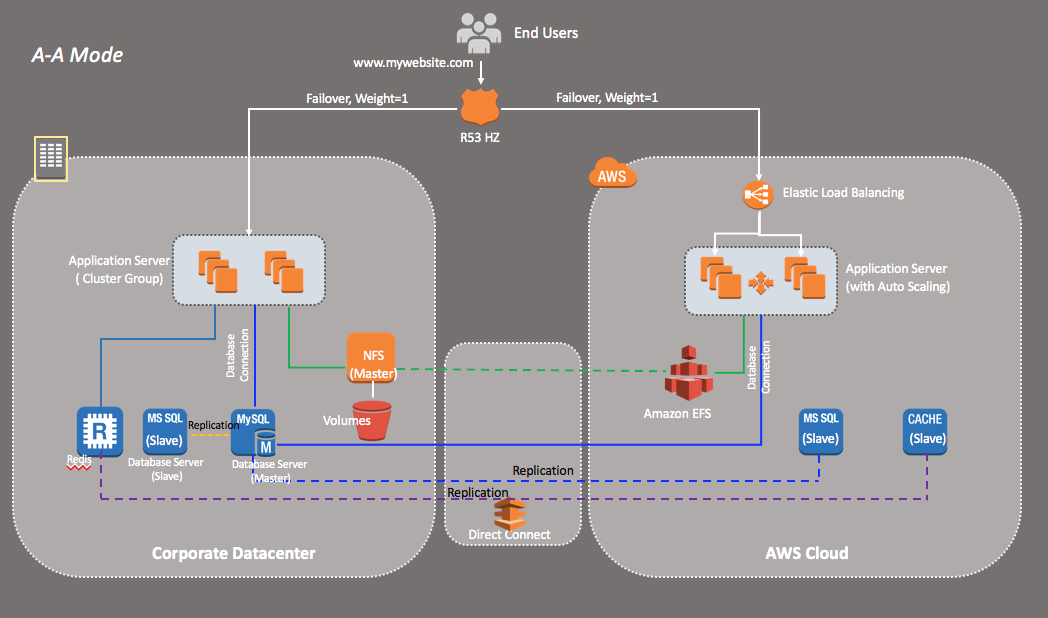 A-A Mode
End Users
www.mywebsite.com
Failover, Weight=1
Failover, Weight=1
R53 HZ
AWS
Elastic Load Balancing
Application Server
( Cluster Group)
Application Server
(with Auto Scaling)
Database
Connection
NFS
(Master)
Database
Connection
Amazon EFS
Volumes
R
Redis
MS SQL
(Slave)
Database Server
(Slave)
Replication
MySQL
M
Database Server
(Master)
MS SQL
(Slave)
CACHE
(Slave)
Replication
Replication
Direct Connect
Corporate Datacenter
AWS Cloud